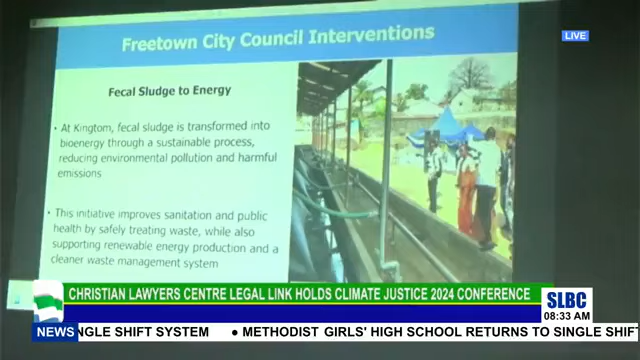 Freetown City Council Interventions
LIVE
Fecal Sludge to Energy
• At Kingtom, fecal sludge is transformed into
bioenergy through a sustainable process,
reducing environmental pollution and harmful
emissions
• This initiative improves sanitation and public
health by safely treating waste, while also
supporting renewable energy production and a
cleaner waste management system
CHRISTIAN LAWYERS CENTRE LEGAL LINK HOLDS CLIMATE JUSTICE 2024 CONFERENCE
SLBC
08:33 AM
NEWS
NGLE SHIFT SYSTEM • METHODIST GIRLS' HIGH SCHOOL RETURNS TO SINGLE SHIF